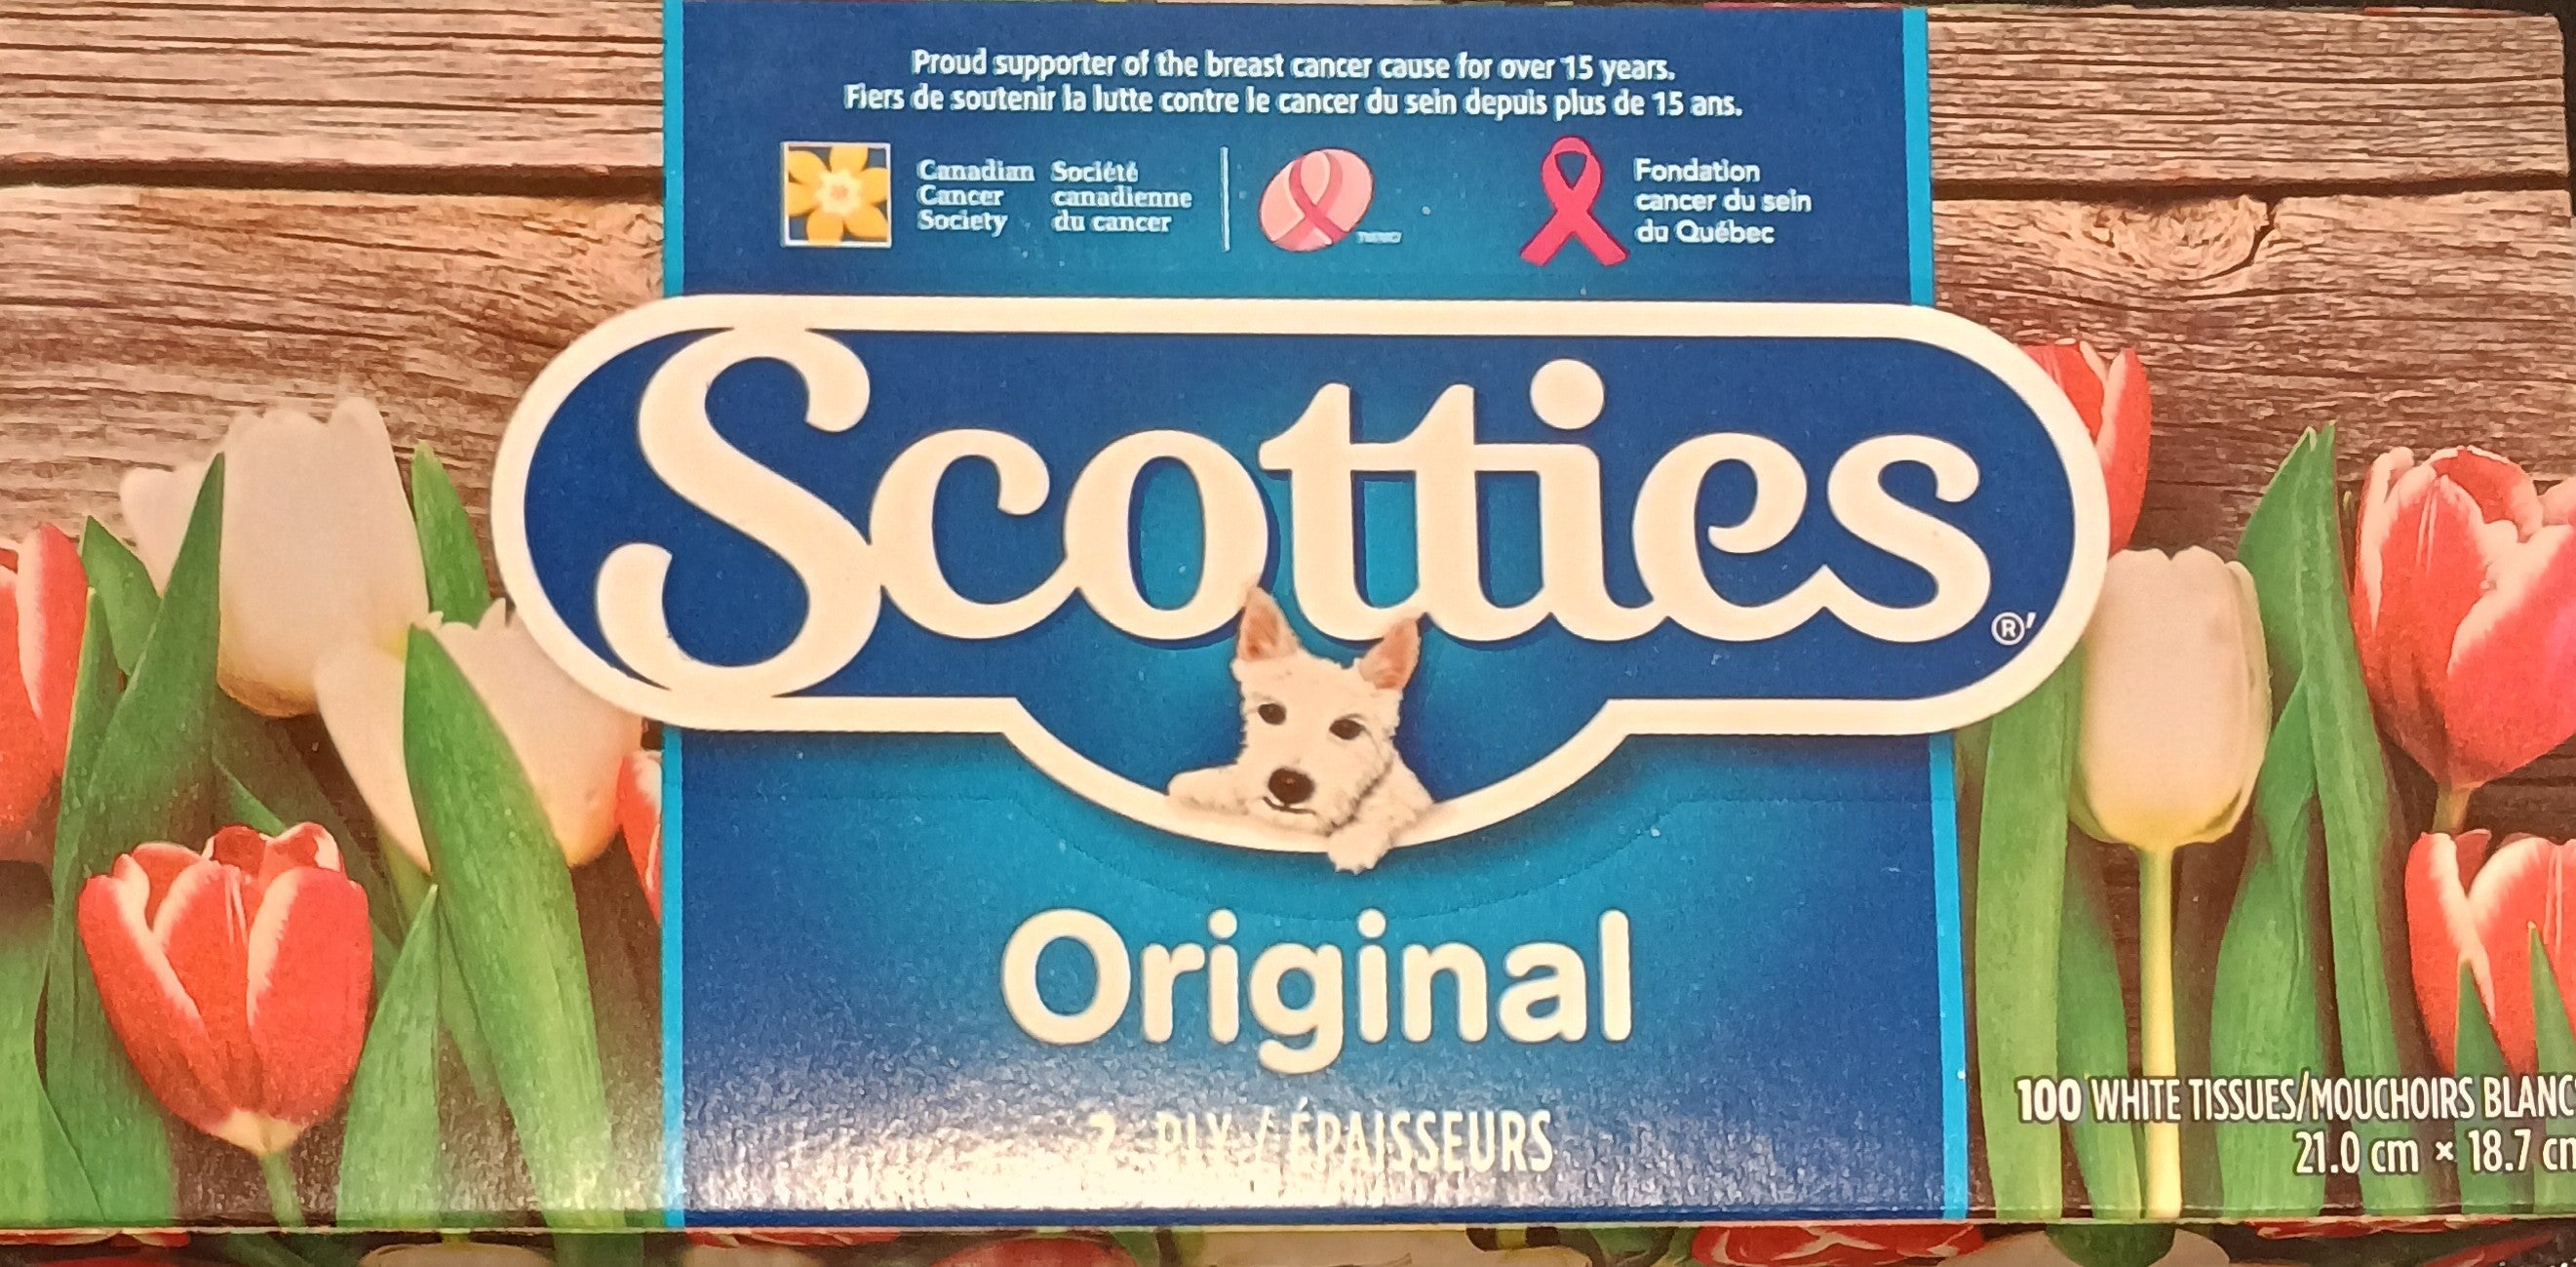 Proud supporter of the breast cancer cause for over 15 years.
Fiers de soutenir la lutte contre le cancer du sein depuis plus de 15 ans.
Canadian Cancer Society
Société canadienne du cancer
Fondation
cancer du sein
du Québec
Scotties®'
Original
2 PLY / ÉPAISSEURS
100 WHITE TISSUES/MOUCHOIRS BLANC
21.0 cm × 18.7 cm